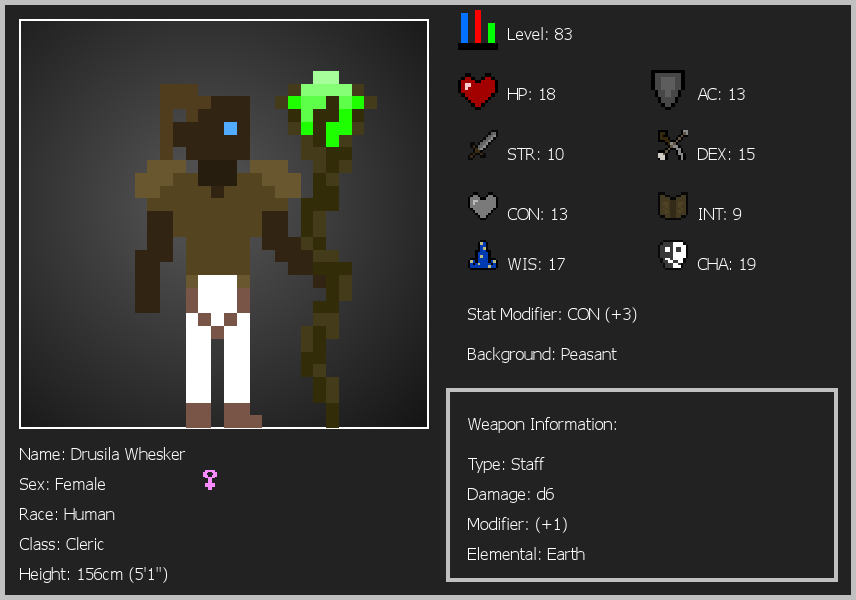 Level: 83
HP: 18
AC: 13
STR: 10
DEX: 15
CON: 13
INT: 9
WIS: 17
CHA: 19
Stat Modifier: CON (+3)
Background: Peasant
Weapon Information:
Type: Staff
Damage: d6
Modifier: (+1)
Elemental: Earth
Name: Drusila Whesker
Sex: Female
Race: Human
Class: Cleric
Height: 156cm (5'1")